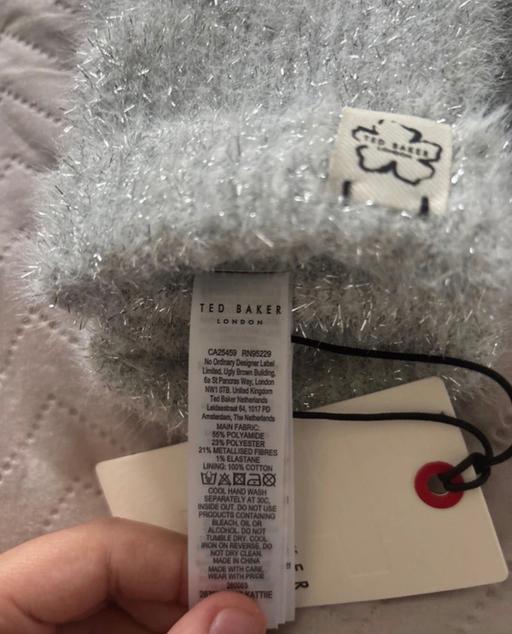 TED BAKER
LONDON
TED BAKER
LONDON
CA25459 RN95229
No Ordinary Designer Label
Limited, Ugly Brown Building,
6a St Pancras Way, London
NW1 0TB. United Kingdom
Ted Baker Netherlands
Leidsestraat 64, 1017 PD
Amsterdam, The Netherlands
MAIN FABRIC:
55% POLYAMIDE
23% POLYESTER
21% METALLISED FIBRES
1% ELASTANE
LINING: 100% COTTON
COOL HAND WASH
SEPARATELY AT 30C,
INSIDE OUT. DO NOT USE
PRODUCTS CONTAINING
BLEACH, OIL OR
ALCOHOL. DO NOT
TUMBLE DRY. COOL
IRON ON REVERSE. DO
NOT DRY CLEAN.
MADE IN CHINA
MADE WITH CARE,
WEAR WITH PRIDE
KATTIIE
ER